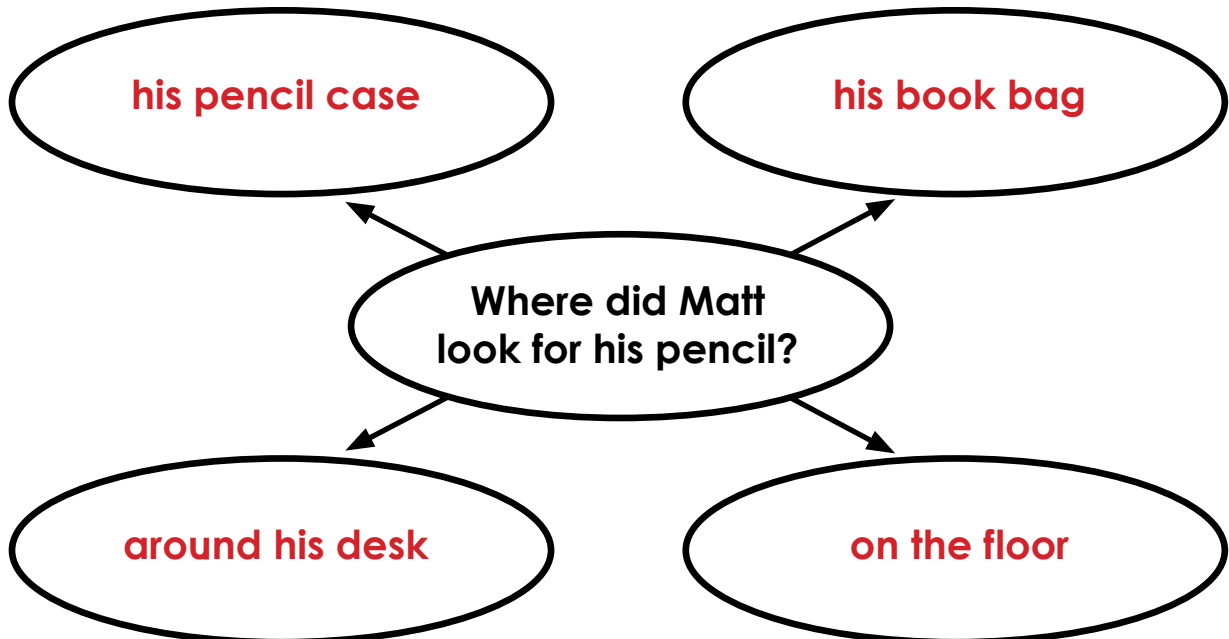 his pencil case
his book bag
Where did Matt
look for his pencil?
around his desk
on the floor